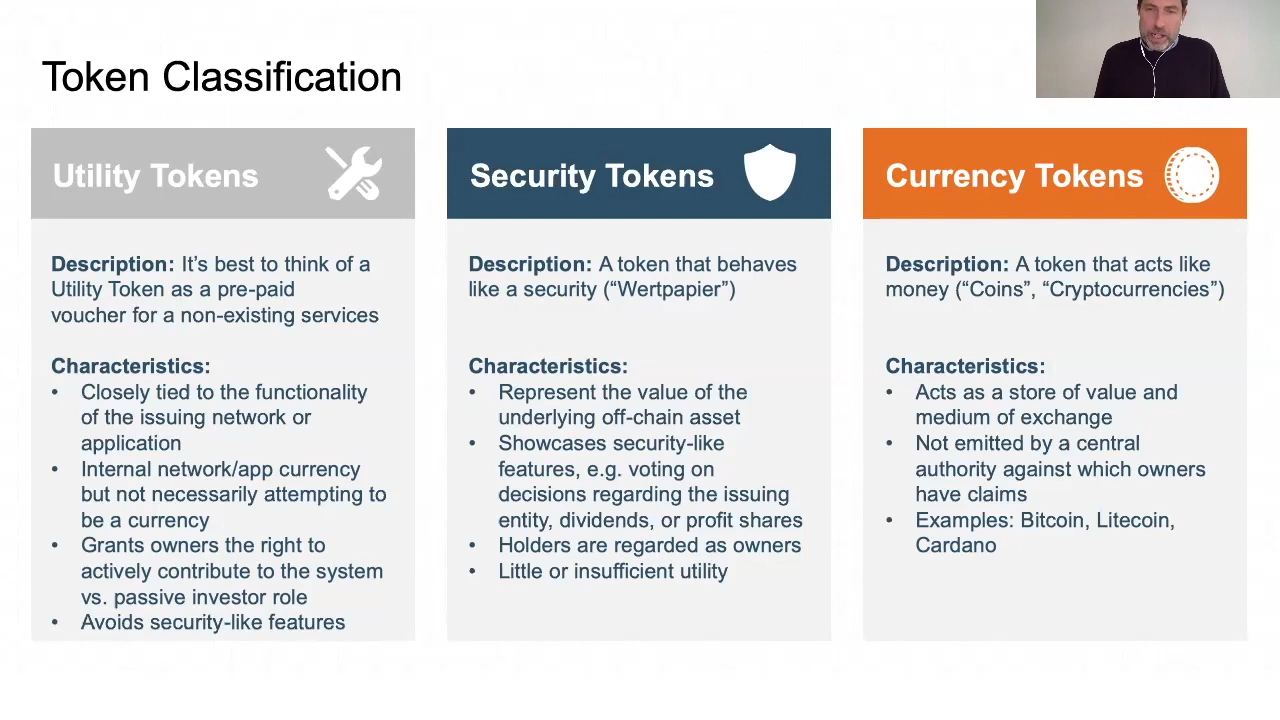 Token Classification
Utility Tokens
Description: It’s best to think of a
Utility Token as a pre-paid
voucher for a non-existing services
Characteristics:
• Closely tied to the functionality
of the issuing network or
application
• Internal network/app currency
but not necessarily attempting to
be a currency
• Grants owners the right to
actively contribute to the system
vs. passive investor role
• Avoids security-like features
Security Tokens
Description: A token that behaves
like a security (“Wertpapier”)
Characteristics:
• Represent the value of the
underlying off-chain asset
• Showcases security-like
features, e.g. voting on
decisions regarding the issuing
entity, dividends, or profit shares
• Holders are regarded as owners
• Little or insufficient utility
Currency Tokens
Description: A token that acts like
money (“Coins”, “Cryptocurrencies”)
Characteristics:
• Acts as a store of value and
medium of exchange
• Not emitted by a central
authority against which owners
have claims
• Examples: Bitcoin, Litecoin,
Cardano